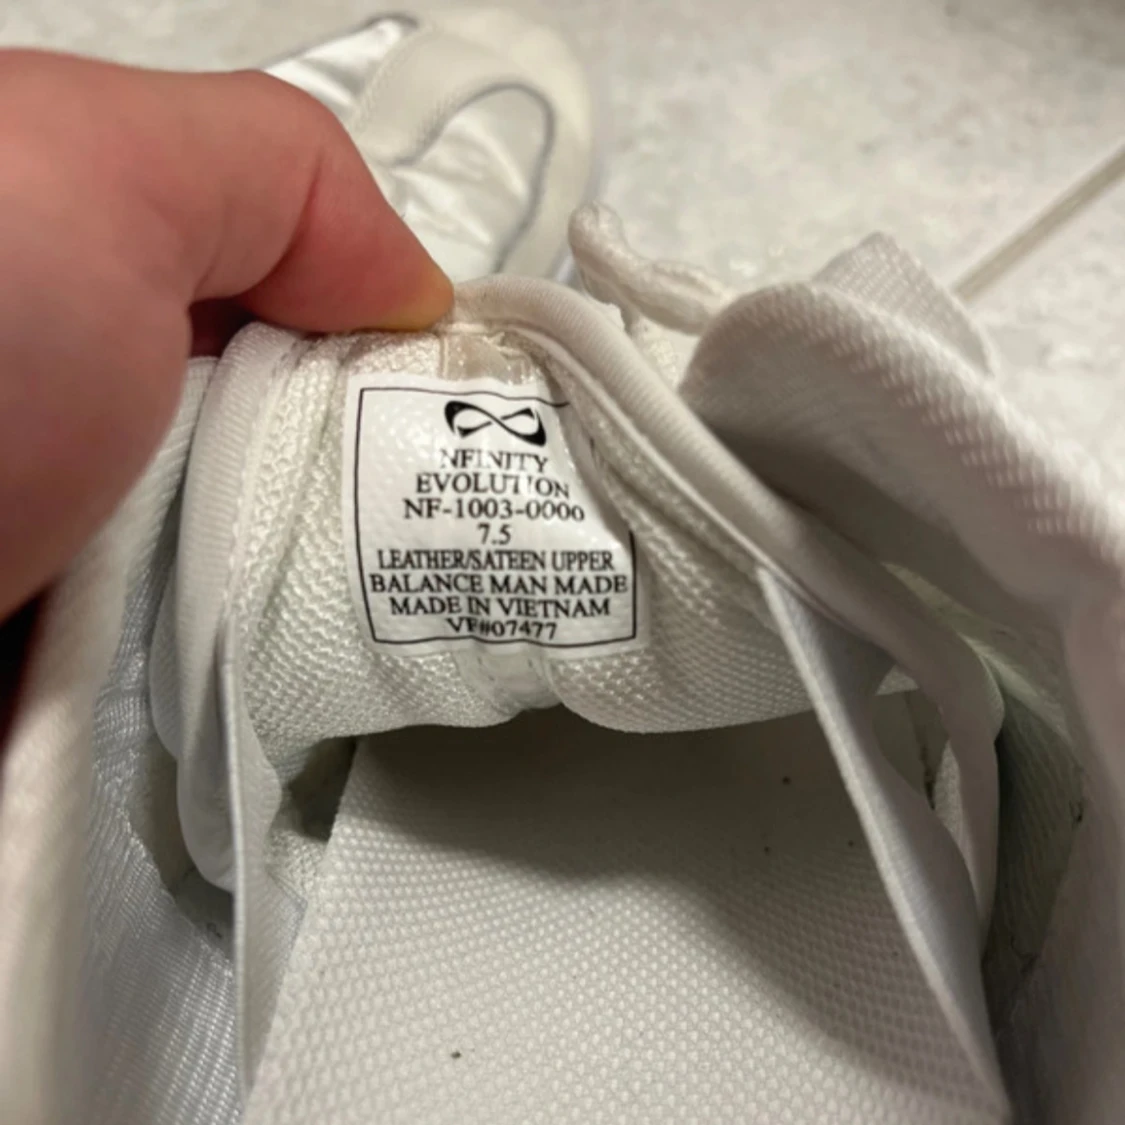 NFINITY
EVOLUTION
NF-1003-0000
7.5
LEATHER/SATEEN UPPER
BALANCE MAN MADE
MADE IN VIETNAM
VF#07477